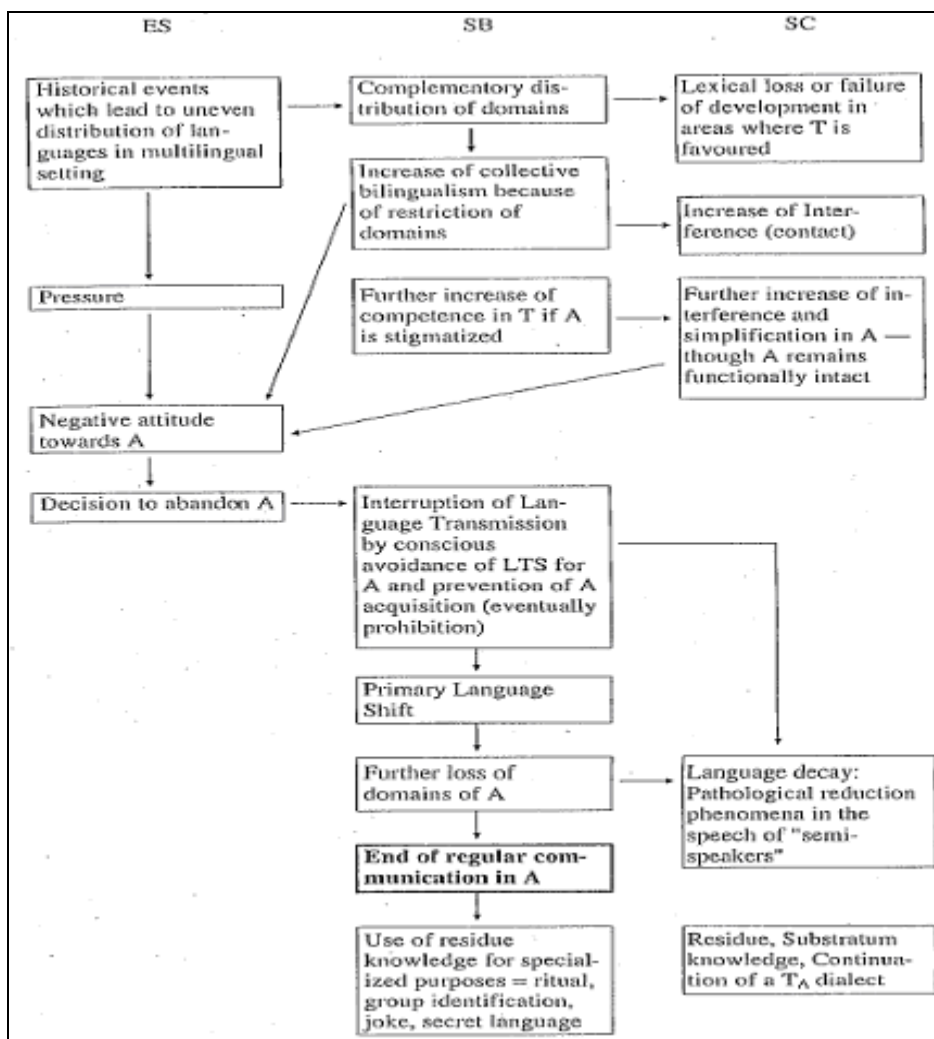 ES
SB
SC
Historical events
which lead to uneven
distribution of lan-
guages in multilingual
setting
Complementory dis-
tribution of domains
Lexical loss or failure
of development in
areas where T is
favoured
Increase of collective
bilingualism because
of restriction of
domains
Increase of Inter-
ference (contact)
Pressure
Further increase of
competence in T if A
is stigmatized
Further increase of in-
terference and
simplification in A —
though A remains
functionally intact
Negative attitude
towards A
Decision to abandon A
Interruption of Lan-
guage Transmission
by conscious
avoidance of LTS for
A and prevention of A
acquisition (eventually
prohibition)
Primary Language
Shift
Further loss of
domains of A
Language decay:
Pathological reduction
phenomena in the
speech of "semi-
speakers"
End of regular com-
munication in A
Use of residue
knowledge for special-
ized purposes = ritual,
group identification,
joke, secret language
Residue, Substratum
knowledge, Continua-
tion of a TA dialect